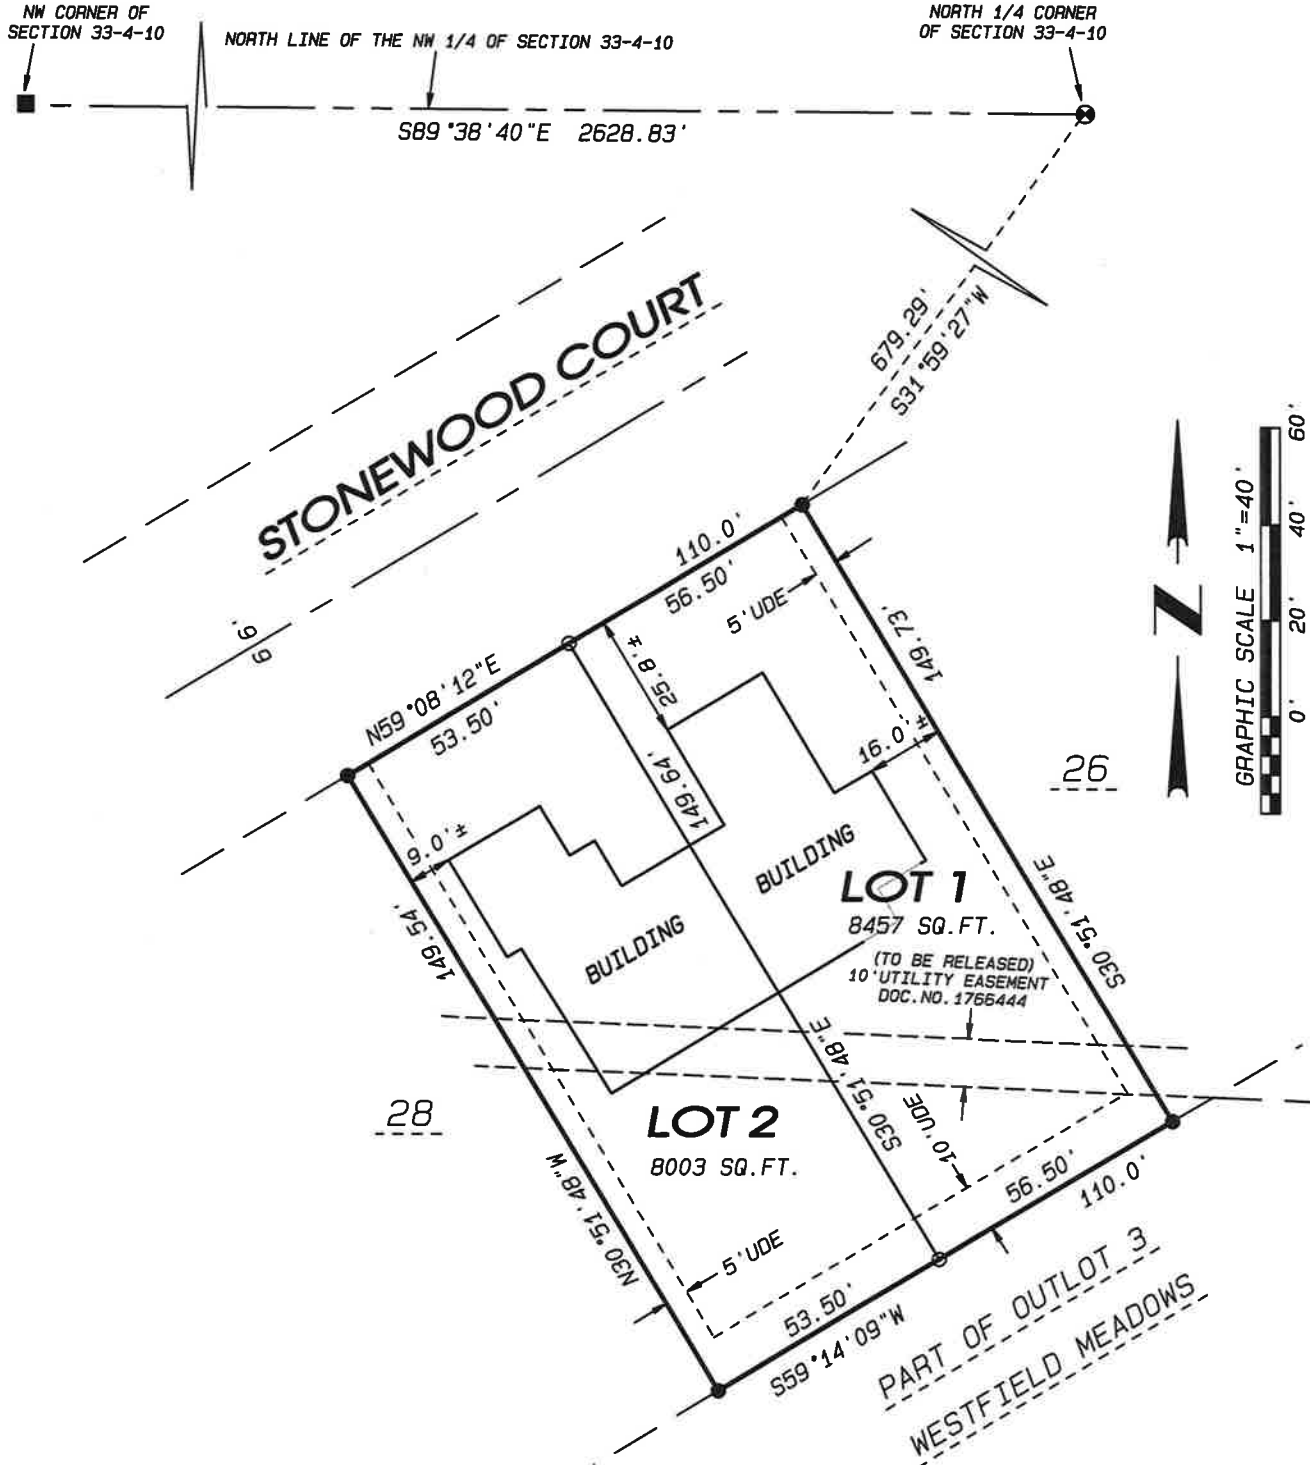 NW CORNER OF
SECTION 33-4-10
NORTH LINE OF THE NW 1/4 OF SECTION 33-4-10
NORTH 1/4 CORNER
OF SECTION 33-4-10
S89°38'40"E 2628.83'
679.29'
S31°59'27"W
STONEWOOD COURT
66'
GRAPHIC SCALE 1"=40'
0'
20'
40'
60'
N
110.0'
56.50'
5'UDE
N59°08'12"E
53.50'
25.8'±
149.73'
149.64'
16.0'±
26
9.0'±
149.54'
BUILDING
BUILDING
LOT 1
8457 SQ.FT.
(TO BE RELEASED)
10'UTILITY EASEMENT
DOC.NO.1766444
S30°51'48"E
S30°51'48"E
28
LOT 2
8003 SQ.FT.
10'UDE
N30°51'48"W
5'UDE
56.50'
110.0'
53.50'
S59°14'09"W
PART OF OUTLOT 3
WESTFIELD MEADOWS